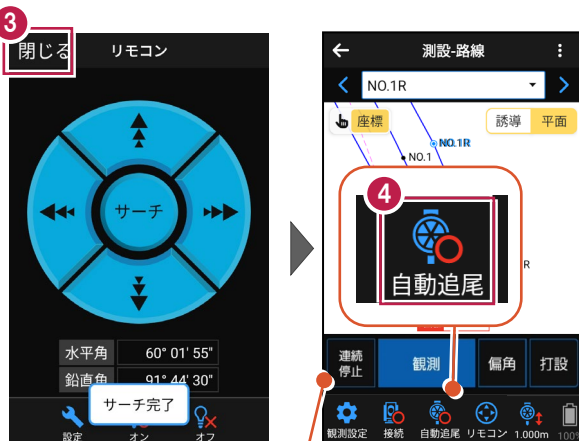 3
閉じる リモコン
サーチ
水平角 60° 01' 55"
鉛直角 91° 44' 30"
サーチ完了
設定 オン オフ
測設-路線
NO.1R
座標 誘導 平面
NO.1R
NO.1
4
自動追尾
R
連続停止 観測 偏角 打設
観測設定 接続 自動追尾 リモコン 1.000m 100%